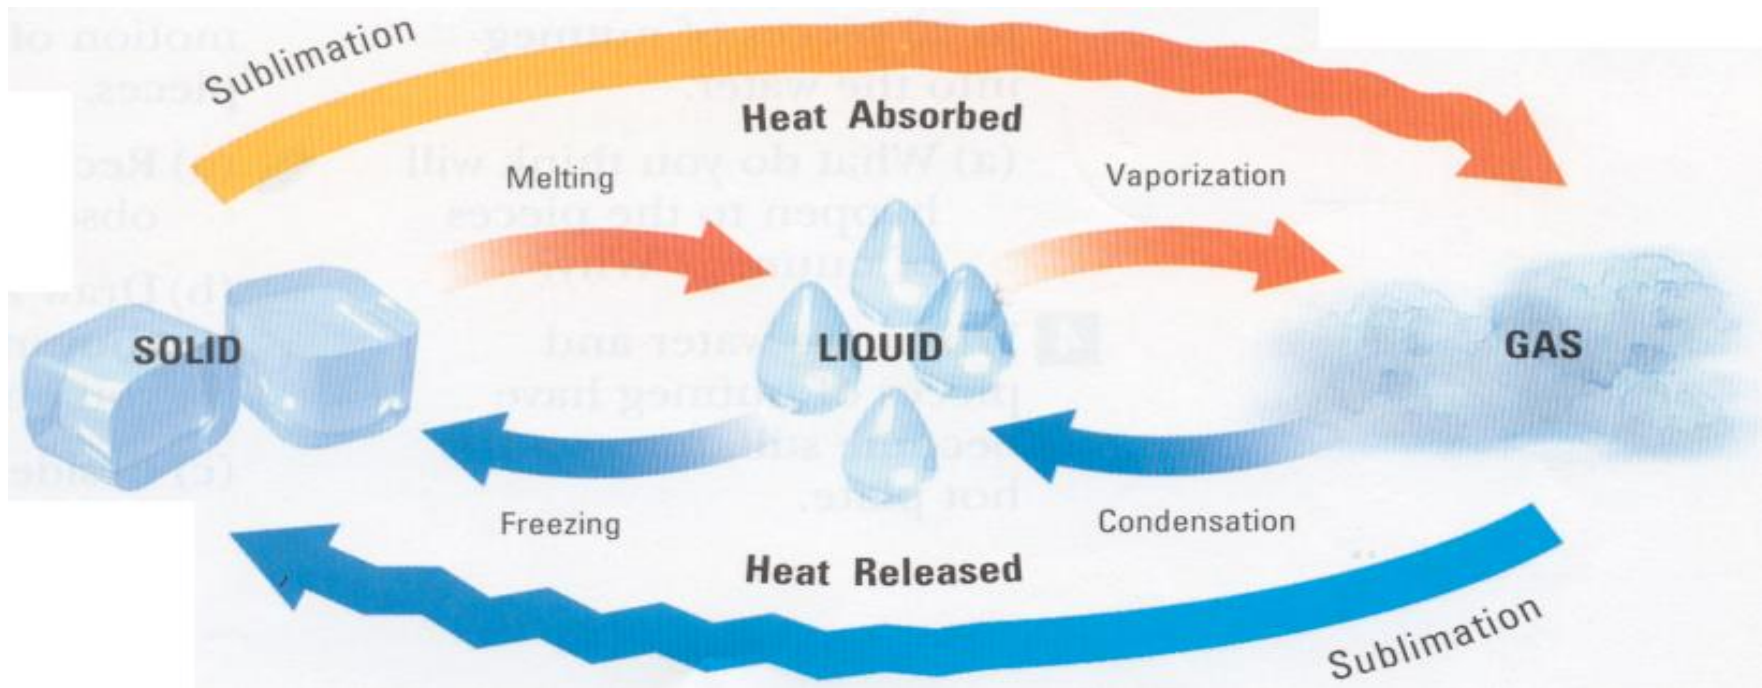 Sublimation
Heat Absorbed
Melting
Vaporization
SOLID
LIQUID
GAS
Freezing
Condensation
Heat Released
Sublimation